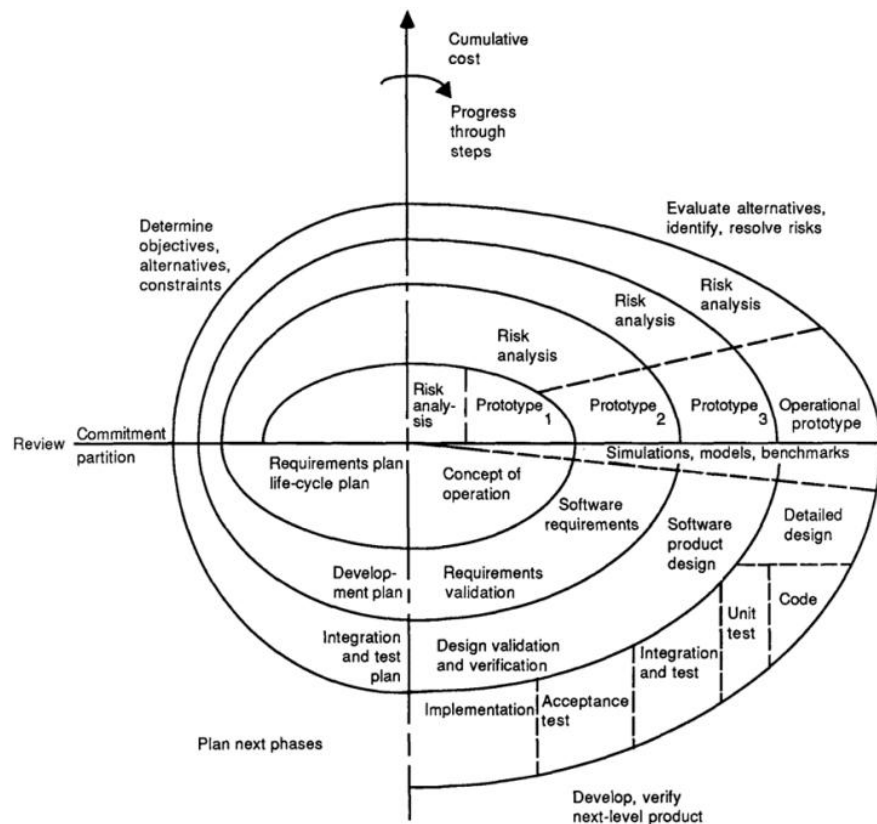 Cumulative
cost
Progress
through
steps
Evaluate alternatives,
identify, resolve risks
Determine
objectives,
alternatives,
constraints
Risk
analysis
Risk
analysis
Risk
analysis
Risk
analy-
sis
Prototype 1
Prototype 2
Prototype 3
Operational
prototype
Review
Commitment
partition
Simulations, models, benchmarks
Requirements plan
life-cycle plan
Concept of
operation
Software
requirements
Software
product
design
Detailed
design
Develop-
ment plan
Requirements
validation
Code
Unit
test
Integration
and test
plan
Design validation
and verification
Integration
and test
Acceptance
test
Implementation
Plan next phases
Develop, verify
next-level product